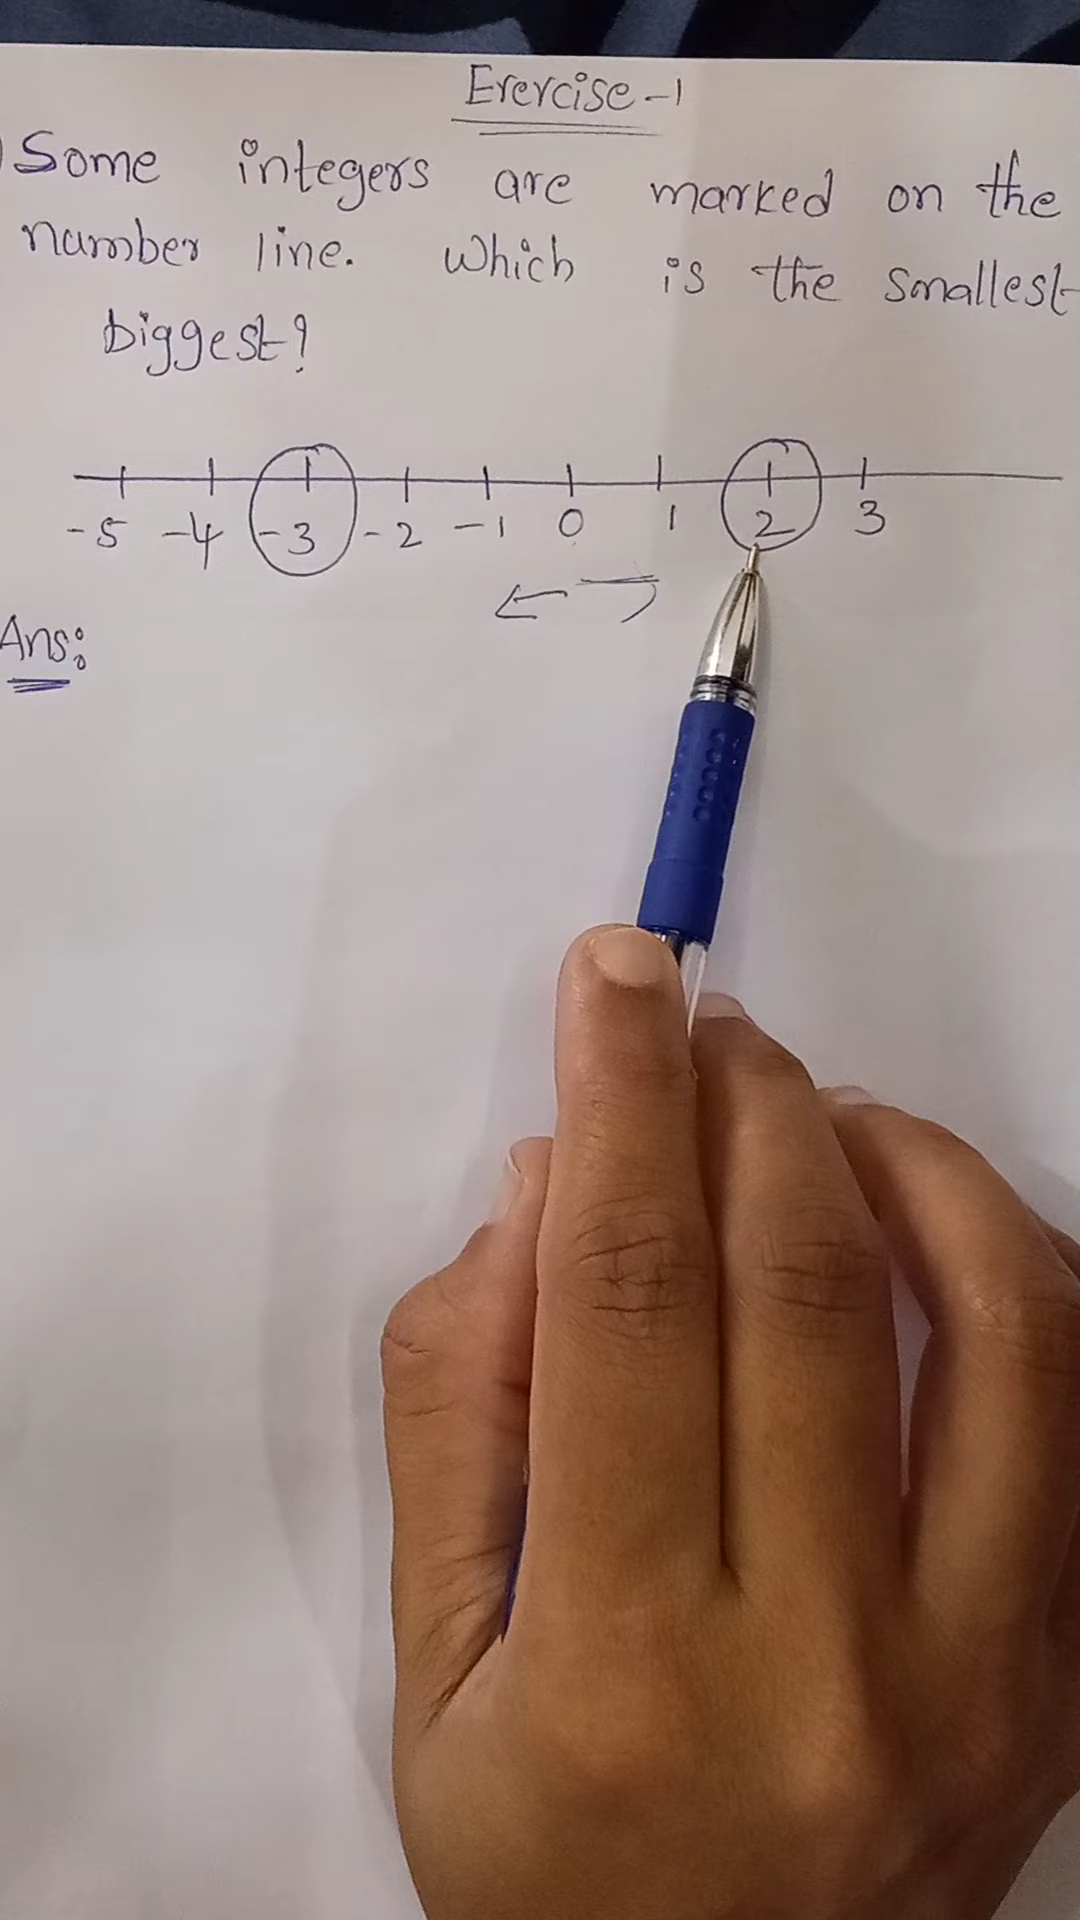 Erercise-1
Some integers are marked on the
number line. Which is the smallest
biggest?
-5 -4 -3 -2 -1 0 1 2 3
Ans: